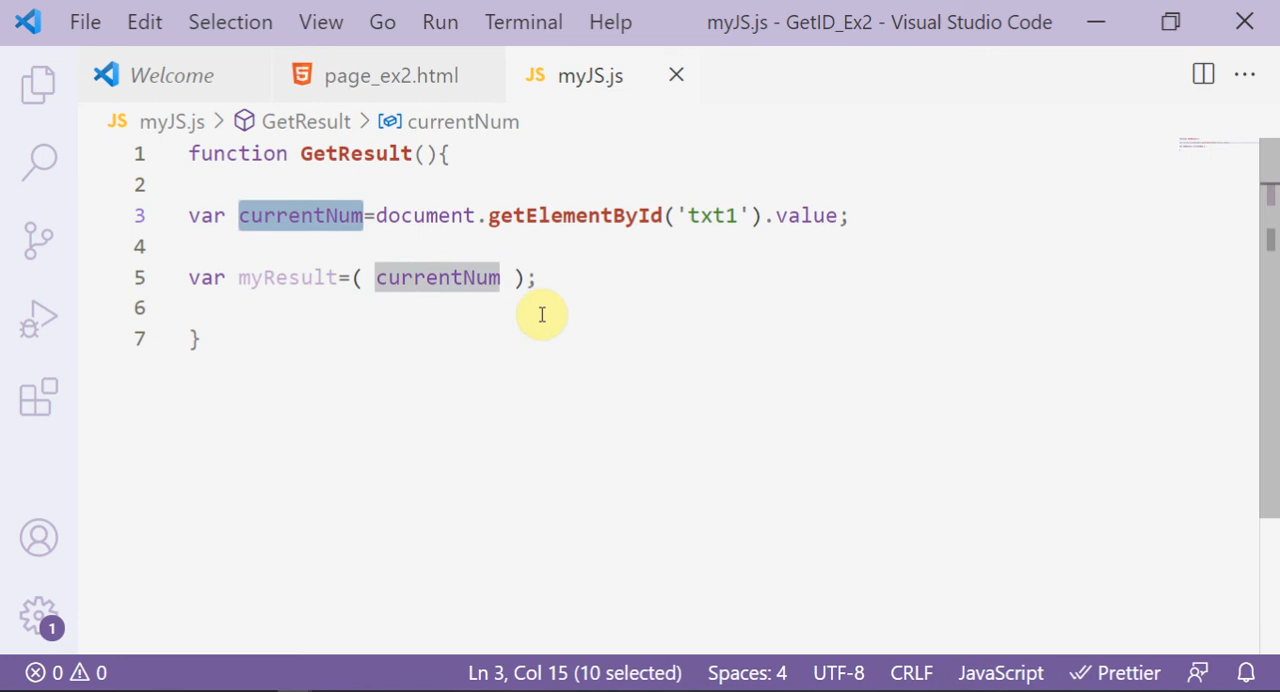 File Edit Selection View Go Run Terminal Help myJS.js - GetID_Ex2 - Visual Studio Code
Welcome page_ex2.html JS myJS.js
JS myJS.js > GetResult > currentNum
1 function GetResult(){
2
3 var currentNum=document.getElementById('txt1').value;
4
5 var myResult=( currentNum );
6
7 }
1
0 0 Ln 3, Col 15 (10 selected) Spaces: 4 UTF-8 CRLF JavaScript Prettier